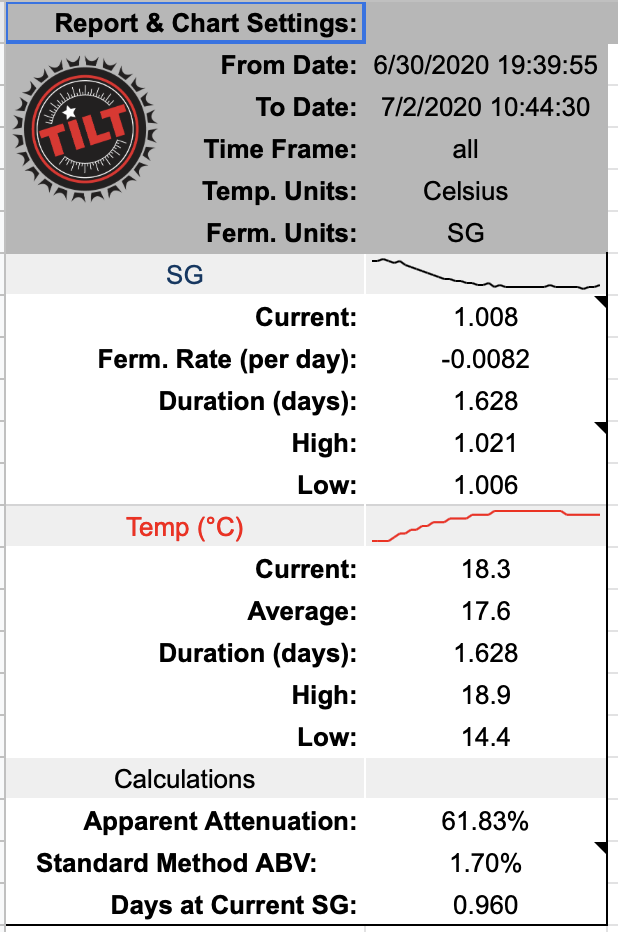 Report & Chart Settings:
From Date: 6/30/2020 19:39:55
TiLT
To Date: 7/2/2020 10:44:30
Time Frame: all
Temp. Units: Celsius
Ferm. Units: SG
SG
Current: 1.008
Ferm. Rate (per day): -0.0082
Duration (days): 1.628
High: 1.021
Low: 1.006
Temp (°C)
Current: 18.3
Average: 17.6
Duration (days): 1.628
High: 18.9
Low: 14.4
Calculations
Apparent Attenuation: 61.83%
Standard Method ABV: 1.70%
Days at Current SG: 0.960